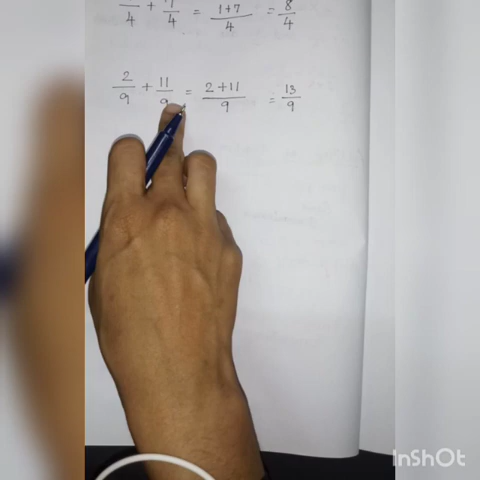 /4 + 7/4 = (1+7)/4 = 8/4
2/9 + 11/9 = (2+11)/9 = 13/9
InShOt